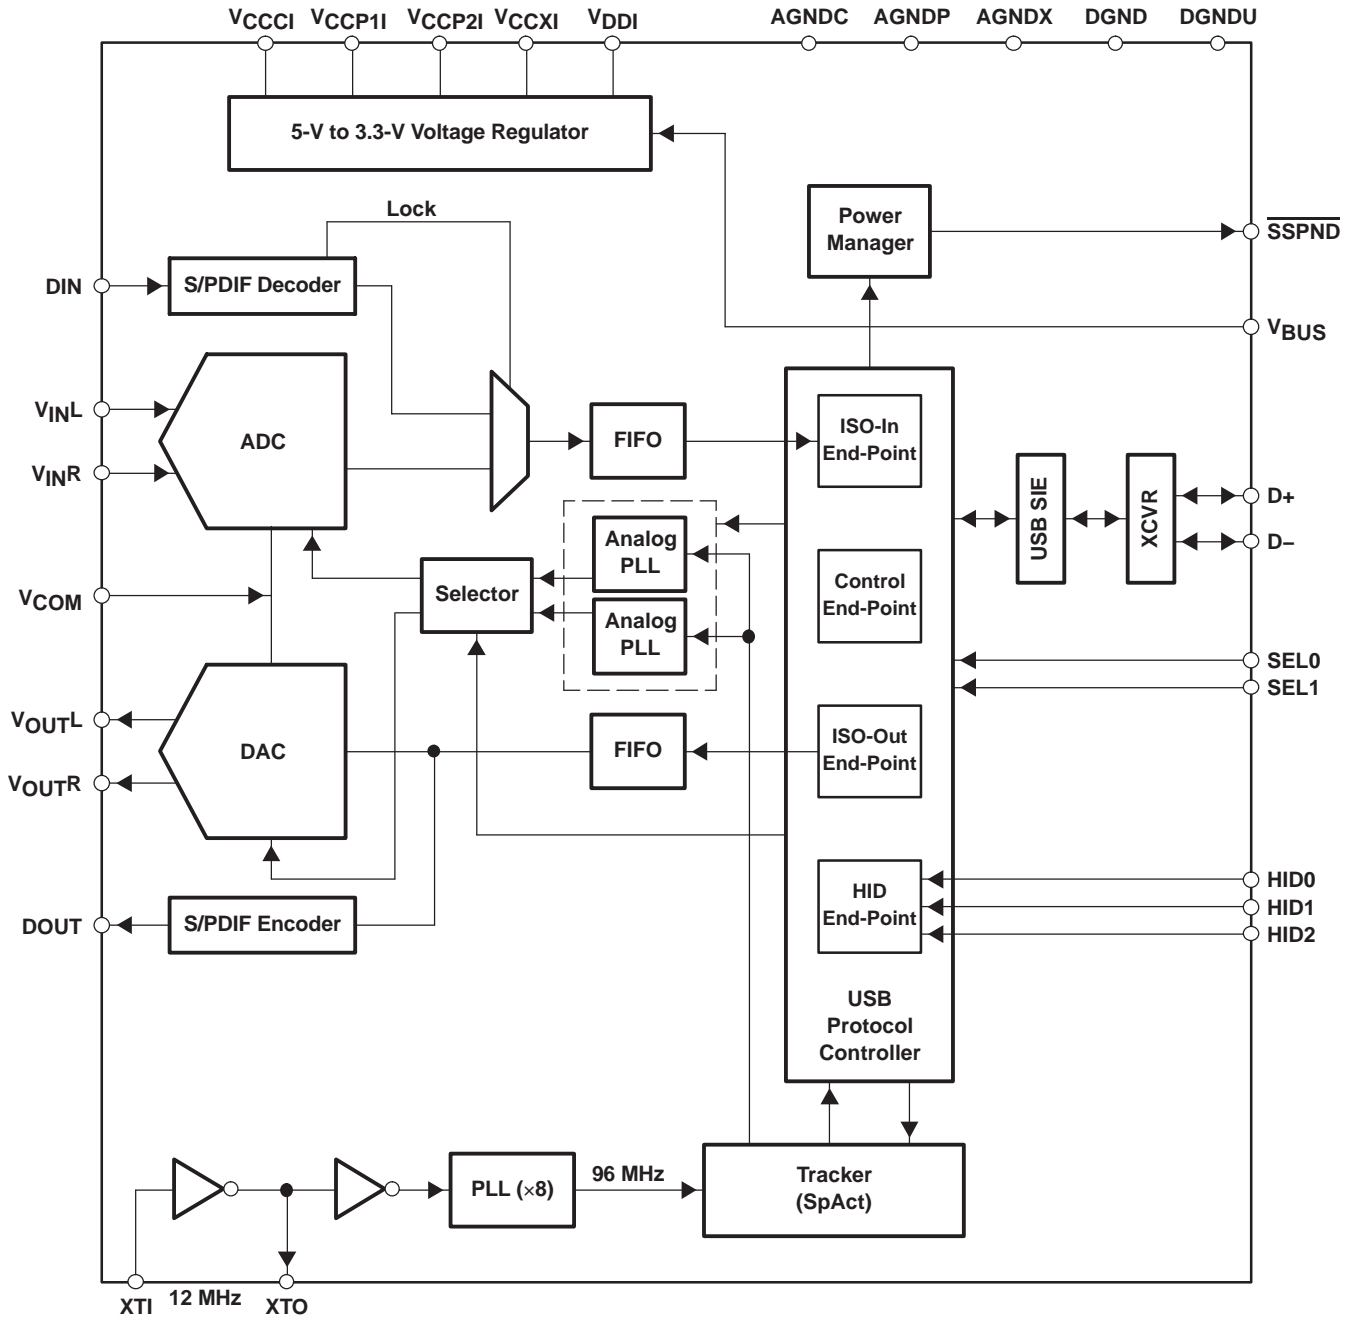 VCCCI VCCP1I VCCP2I VCCXI VDDI AGNDC AGNDP AGNDX DGND DGNDU
5-V to 3.3-V Voltage Regulator
Lock
Power
Manager
SSPND
DIN
S/PDIF Decoder
VBUS
VINL
ADC
FIFO
ISO-In
End-Point
VINR
USB SIE
XCVR
D+
D–
Analog
PLL
Selector
Control
End-Point
VCOM
Analog
PLL
SEL0
SEL1
VOUTL
DAC
FIFO
ISO-Out
End-Point
VOUTR
HID
End-Point
HID0
HID1
HID2
DOUT
S/PDIF Encoder
USB
Protocol
Controller
PLL (×8)
96 MHz
Tracker
(SpAct)
XTI
12 MHz
XTO